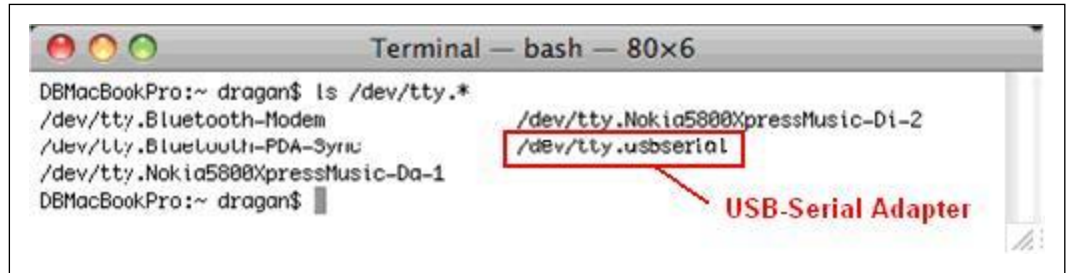 Terminal — bash — 80×6
DBMacBookPro:~ dragan$ ls /dev/tty.*
/dev/tty.Bluetooth-Modem /dev/tty.Nokia5800XpressMusic-Di-2
/dev/tty.Bluetooth-PDA-Sync /dev/tty.usbserial
/dev/tty.Nokia5800XpressMusic-Da-1
DBMacBookPro:~ dragan$
USB-Serial Adapter